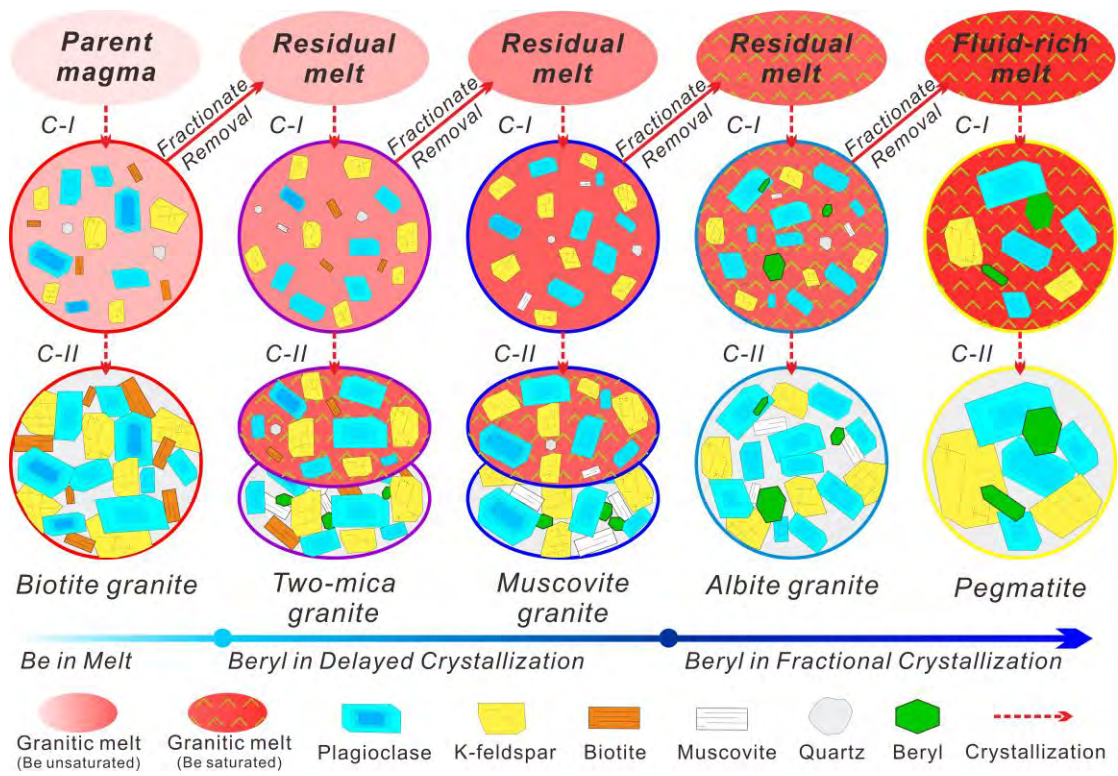 Parent
magma
Residual
melt
Residual
melt
Residual
melt
Fluid-rich
melt
C-I
Fractionate
Removal
C-I
Fractionate
Removal
C-I
Fractionate
Removal
C-I
Fractionate
Removal
C-I
C-II
C-II
C-II
C-II
C-II
Biotite granite
Two-mica
granite
Muscovite
granite
Albite granite
Pegmatite
Be in Melt
Beryl in Delayed Crystallization
Beryl in Fractional Crystallization
Granitic melt
(Be unsaturated)
Granitic melt
(Be saturated)
Plagioclase
K-feldspar
Biotite
Muscovite
Quartz
Beryl
Crystallization